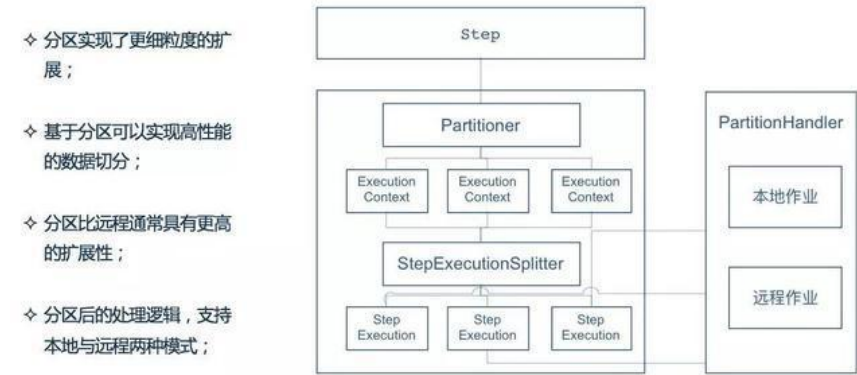 ✧ 分区实现了更细粒度的扩
展；
✧ 基于分区可以实现高性能
的数据切分；
✧ 分区比远程通常具有更高
的扩展性；
✧ 分区后的处理逻辑，支持
本地与远程两种模式；
Step
Partitioner
Execution
Context
Execution
Context
Execution
Context
StepExecutionSplitter
Step
Execution
Step
Execution
Step
Execution
PartitionHandler
本地作业
远程作业